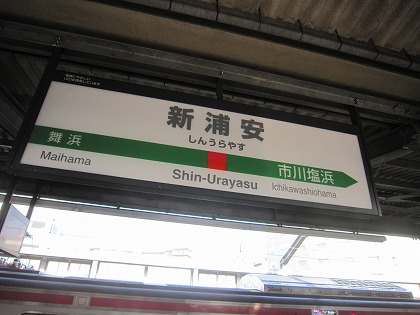 新浦安
しんうらやす
舞浜
Maihama
Shin-Urayasu
市川塩浜
Ichikawashiohama